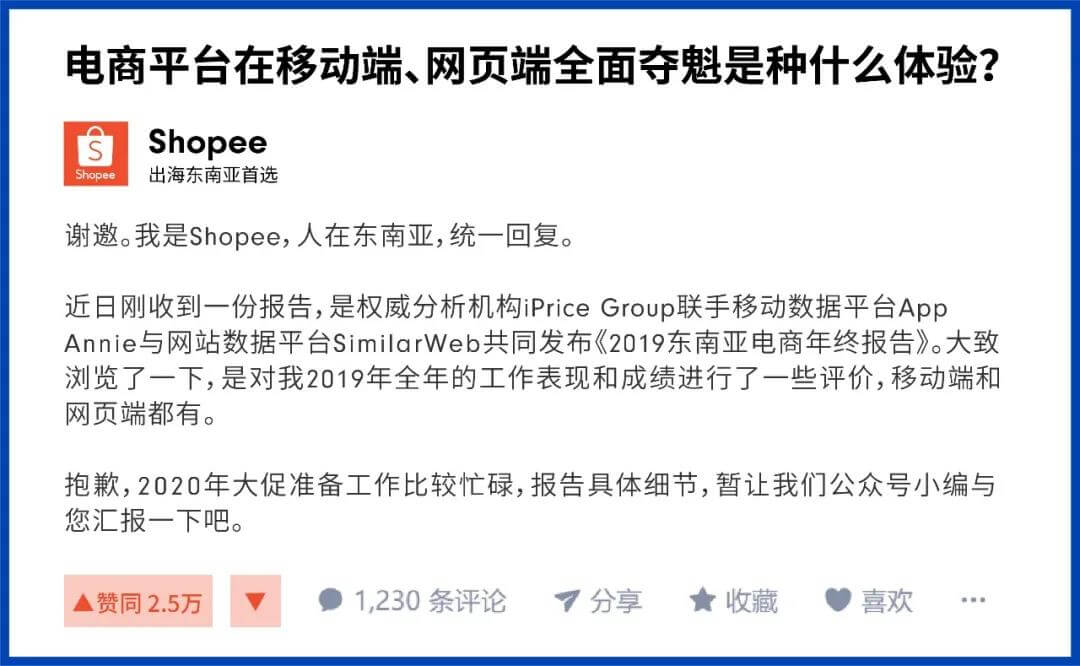 电商平台在移动端、网页端全面夺魁是种什么体验？
S
Shopee
Shopee
出海东南亚首选
谢邀。我是Shopee，人在东南亚，统一回复。
近日刚收到一份报告，是权威分析机构iPrice Group联手移动数据平台App
Annie与网站数据平台SimilarWeb共同发布《2019东南亚电商年终报告》。大致
浏览了一下，是对我2019年全年的工作表现和成绩进行了一些评价，移动端和
网页端都有。
抱歉，2020年大促准备工作比较忙碌，报告具体细节，暂让我们公众号小编与
您汇报一下吧。
▲赞同 2.5万 ▼ 1,230 条评论 分享 收藏 喜欢 ···